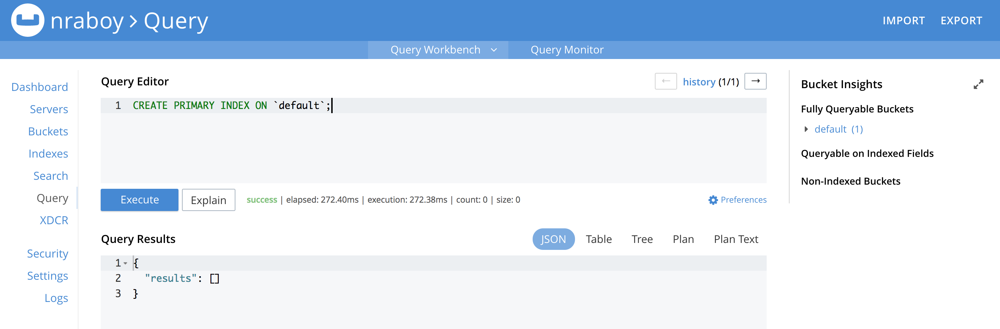 nraboy > Query
IMPORT EXPORT
Query Workbench Query Monitor
Dashboard
Servers
Buckets
Indexes
Search
Query
XDCR
Security
Settings
Logs
Query Editor
← history (1/1) →
1 CREATE PRIMARY INDEX ON `default`;
Execute Explain success | elapsed: 272.40ms | execution: 272.38ms | count: 0 | size: 0 Preferences
Query Results
JSON Table Tree Plan Plan Text
1 {
2 "results": []
3 }
Bucket Insights
Fully Queryable Buckets
default (1)
Queryable on Indexed Fields
Non-Indexed Buckets